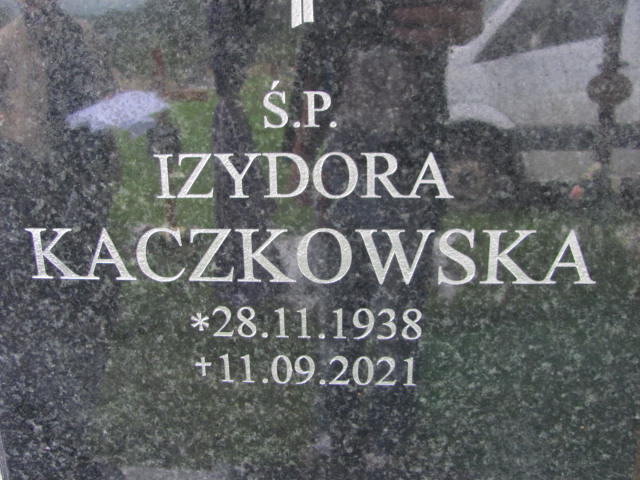 Ś.P.
IZYDORA
KACZKOWSKA
*28.11.1938
+11.09.2021